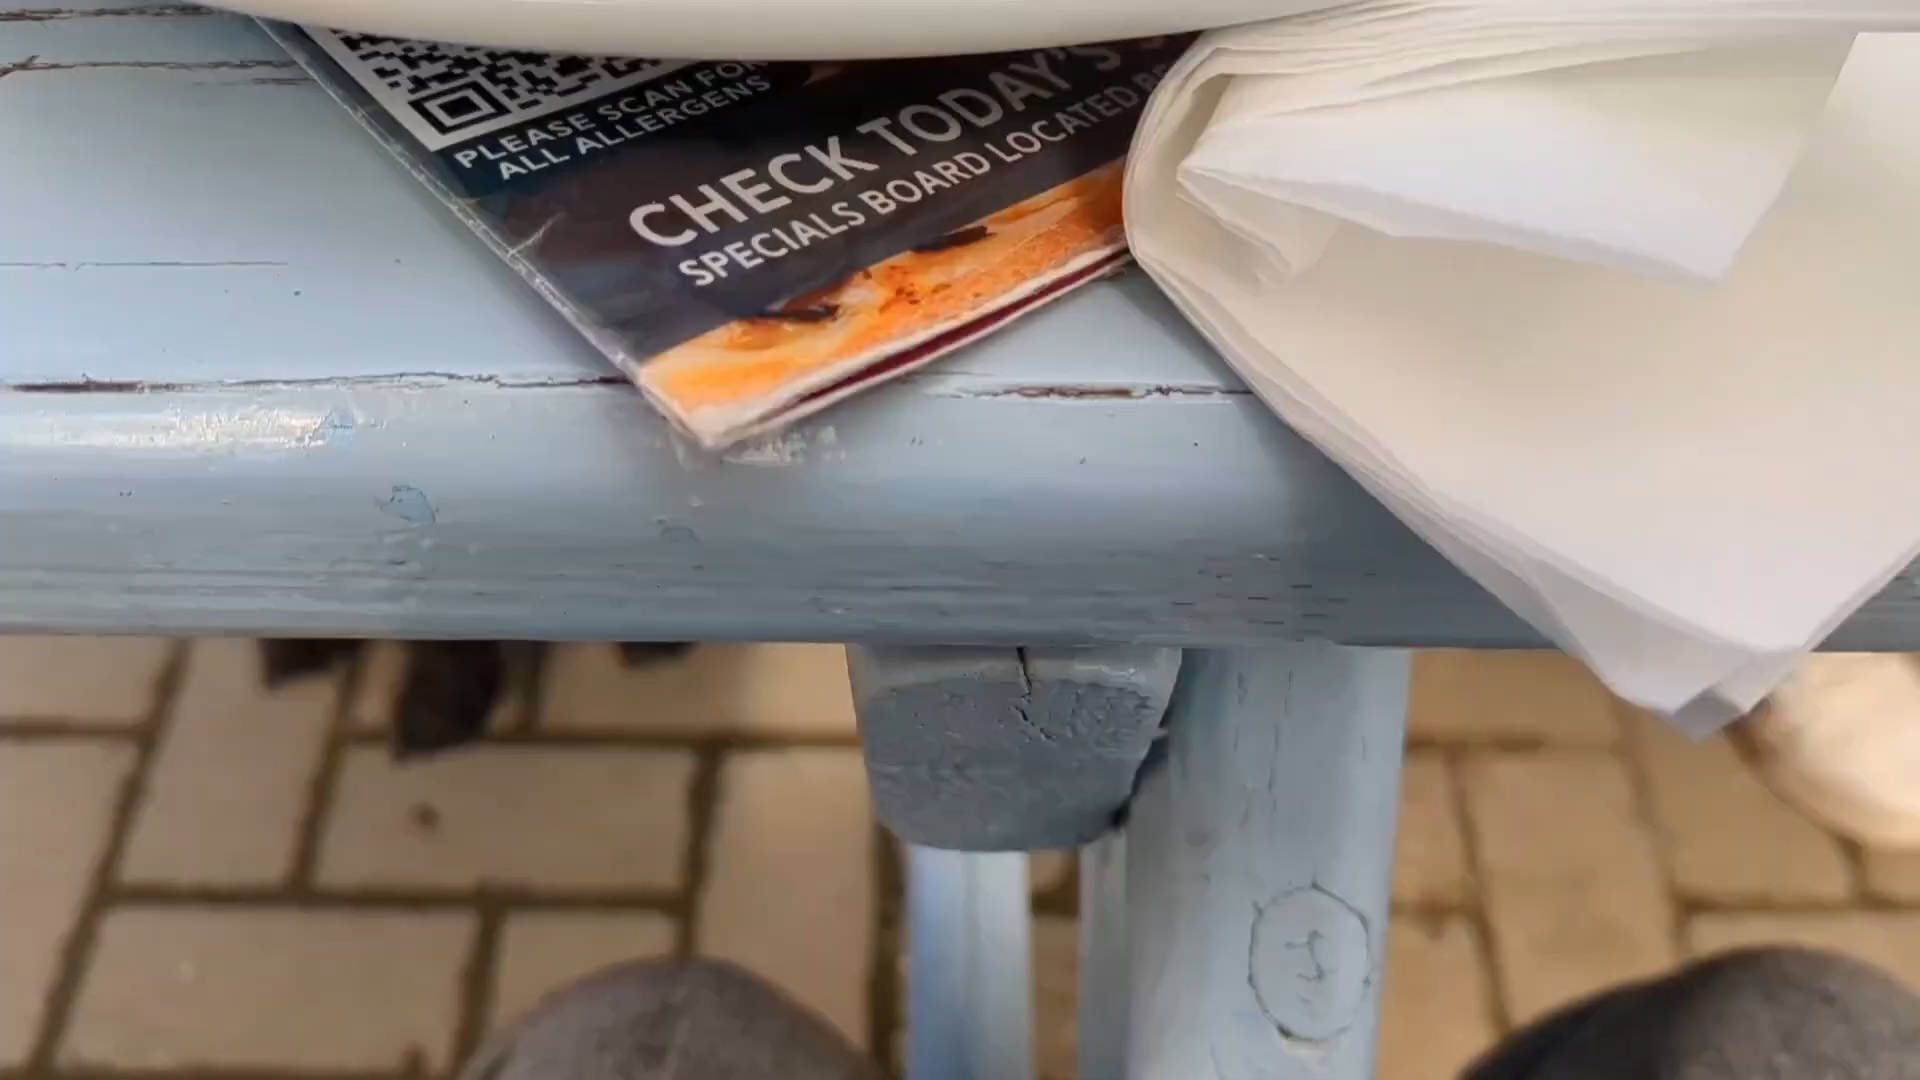 PLEASE SCAN FOR
ALL ALLERGENS
CHECK TODAY'S
SPECIALS BOARD LOCATED